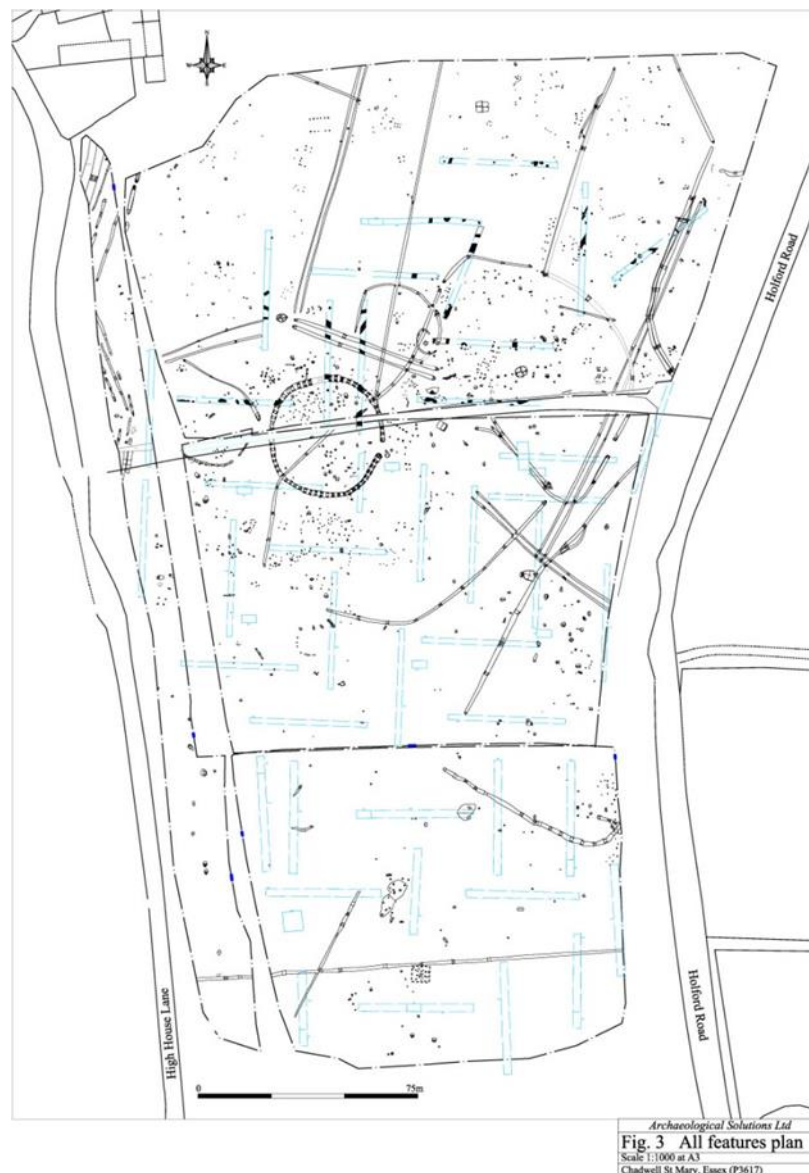 N
W
E
S
Holford Road
High House Lane
Holford Road
0
75m
Archaeological Solutions Ltd
Fig. 3 All features plan
Scale 1:1000 at A3
Chadwell St Mary, Essex (P3617)